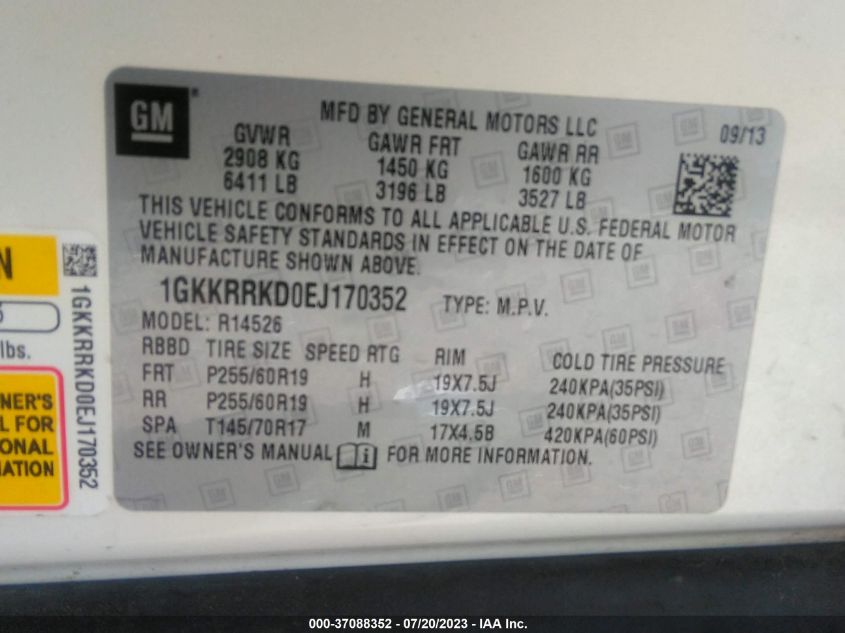 GM®
MFD BY GENERAL MOTORS LLC
09/13
GVWR GAWR FRT GAWR RR
2908 KG 1450 KG 1600 KG
6411 LB 3196 LB 3527 LB
THIS VEHICLE CONFORMS TO ALL APPLICABLE U.S. FEDERAL MOTOR
VEHICLE SAFETY STANDARDS IN EFFECT ON THE DATE OF
MANUFACTURE SHOWN ABOVE.
1GKKRRKD0EJ170352 TYPE: M.P.V.
MODEL: R14526
RBBD TIRE SIZE SPEED RTG RIM COLD TIRE PRESSURE
FRT P255/60R19 H 19X7.5J 240KPA(35PSI)
RR P255/60R19 H 19X7.5J 240KPA(35PSI)
SPA T145/70R17 M 17X4.5B 420KPA(60PSI)
SEE OWNER'S MANUAL i FOR MORE INFORMATION.
N
lbs.
NER'S
L FOR
ONAL
MATION
1GKKRRKD0EJ170352
000-37088352 - 07/20/2023 - IAA Inc.